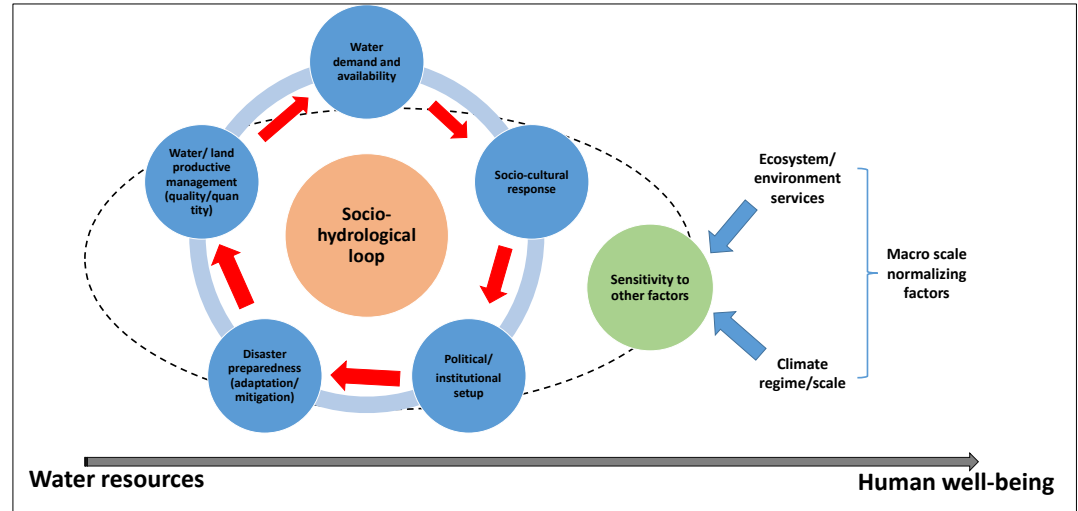 Water
demand and
availability
Socio-cultural
response
Political/
institutional
setup
Disaster
preparedness
(adaptation/
mitigation)
Water/ land
productive
management
(quality/quan
tity)
Socio-
hydrological
loop
Sensitivity to
other factors
Ecosystem/
environment
services
Climate
regime/scale
Macro scale
normalizing
factors
Water resources
Human well-being